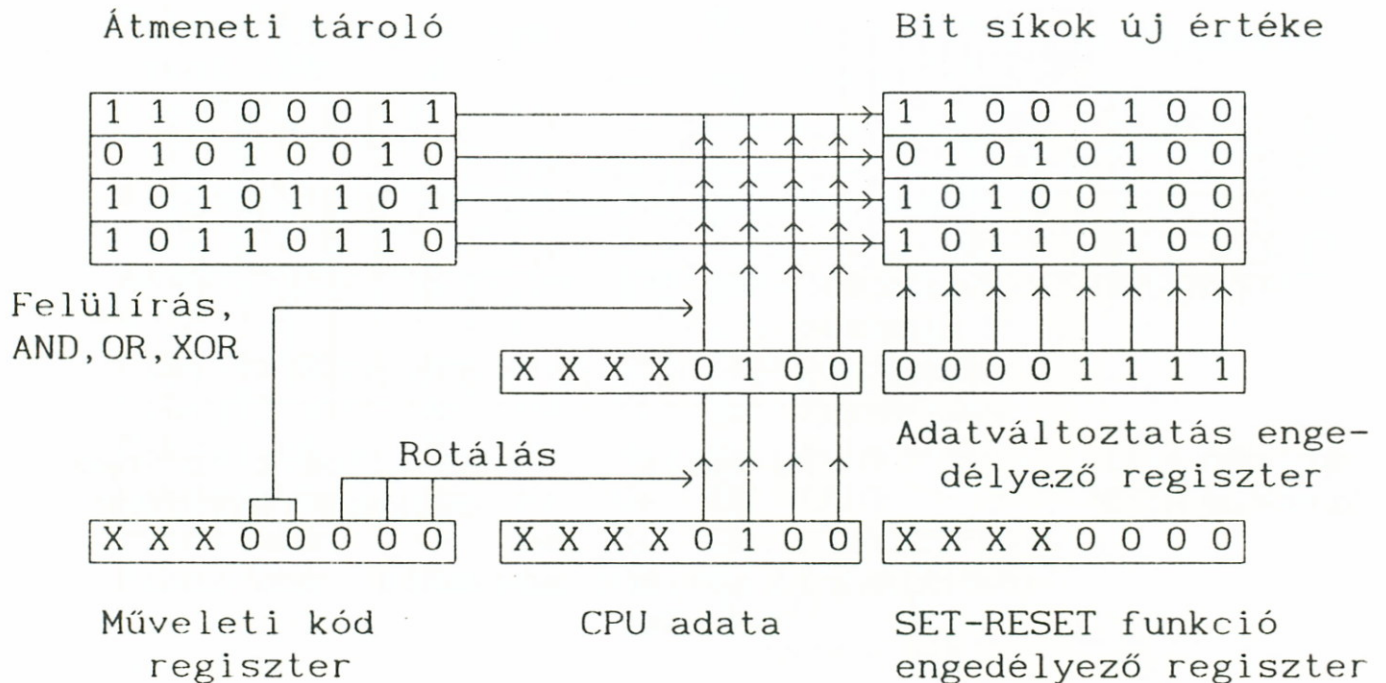 Átmeneti tároló
Bit síkok új értéke
1 1 0 0 0 0 1 1
0 1 0 1 0 0 1 0
1 0 1 0 1 1 0 1
1 0 1 1 0 1 1 0
1 1 0 0 0 1 0 0
0 1 0 1 0 1 0 0
1 0 1 0 0 1 0 0
1 0 1 1 0 1 0 0
Felülírás,
AND,OR,XOR
X X X X 0 1 0 0
0 0 0 0 1 1 1 1
Adatváltoztatás enge-
délyező regiszter
Rotálás
X X X 0 0 0 0 0
X X X X 0 1 0 0
X X X X 0 0 0 0
Műveleti kód
regiszter
CPU adata
SET-RESET funkció
engedélyező regiszter